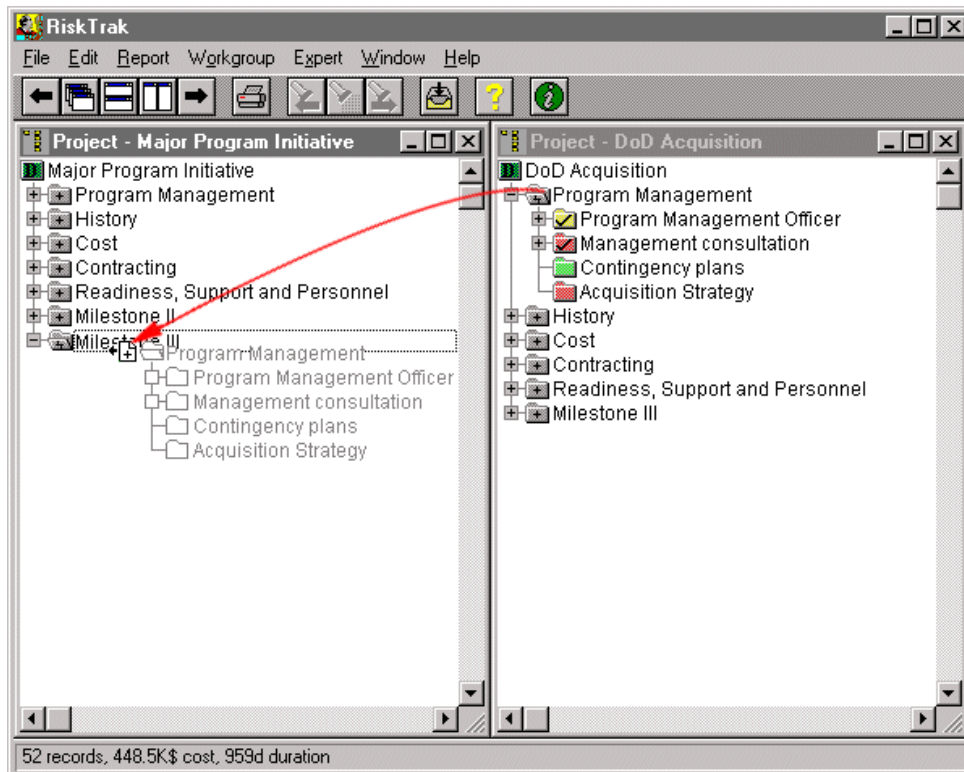 RiskTrak
File Edit Report Workgroup Expert Window Help
Project - Major Program Initiative
Major Program Initiative
Program Management
History
Cost
Contracting
Readiness, Support and Personnel
Milestone II
Milestone III
Program Management
Program Management Officer
Management consultation
Contingency plans
Acquisition Strategy
Project - DoD Acquisition
DoD Acquisition
Program Management
Program Management Officer
Management consultation
Contingency plans
Acquisition Strategy
History
Cost
Contracting
Readiness, Support and Personnel
Milestone III
52 records, 448.5K$ cost, 959d duration